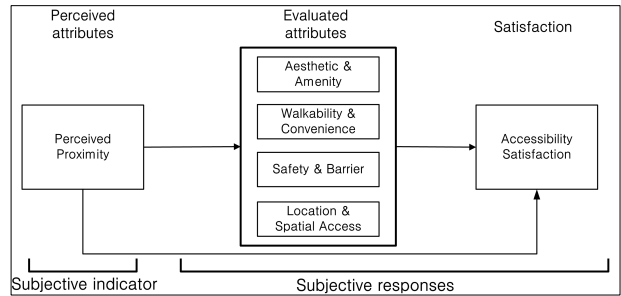 Perceived
attributes
Evaluated
attributes
Satisfaction
Perceived
Proximity
Aesthetic &
Amenity
Walkability &
Convenience
Safety & Barrier
Location &
Spatial Access
Accessibility
Satisfaction
Subjective indicator
Subjective responses